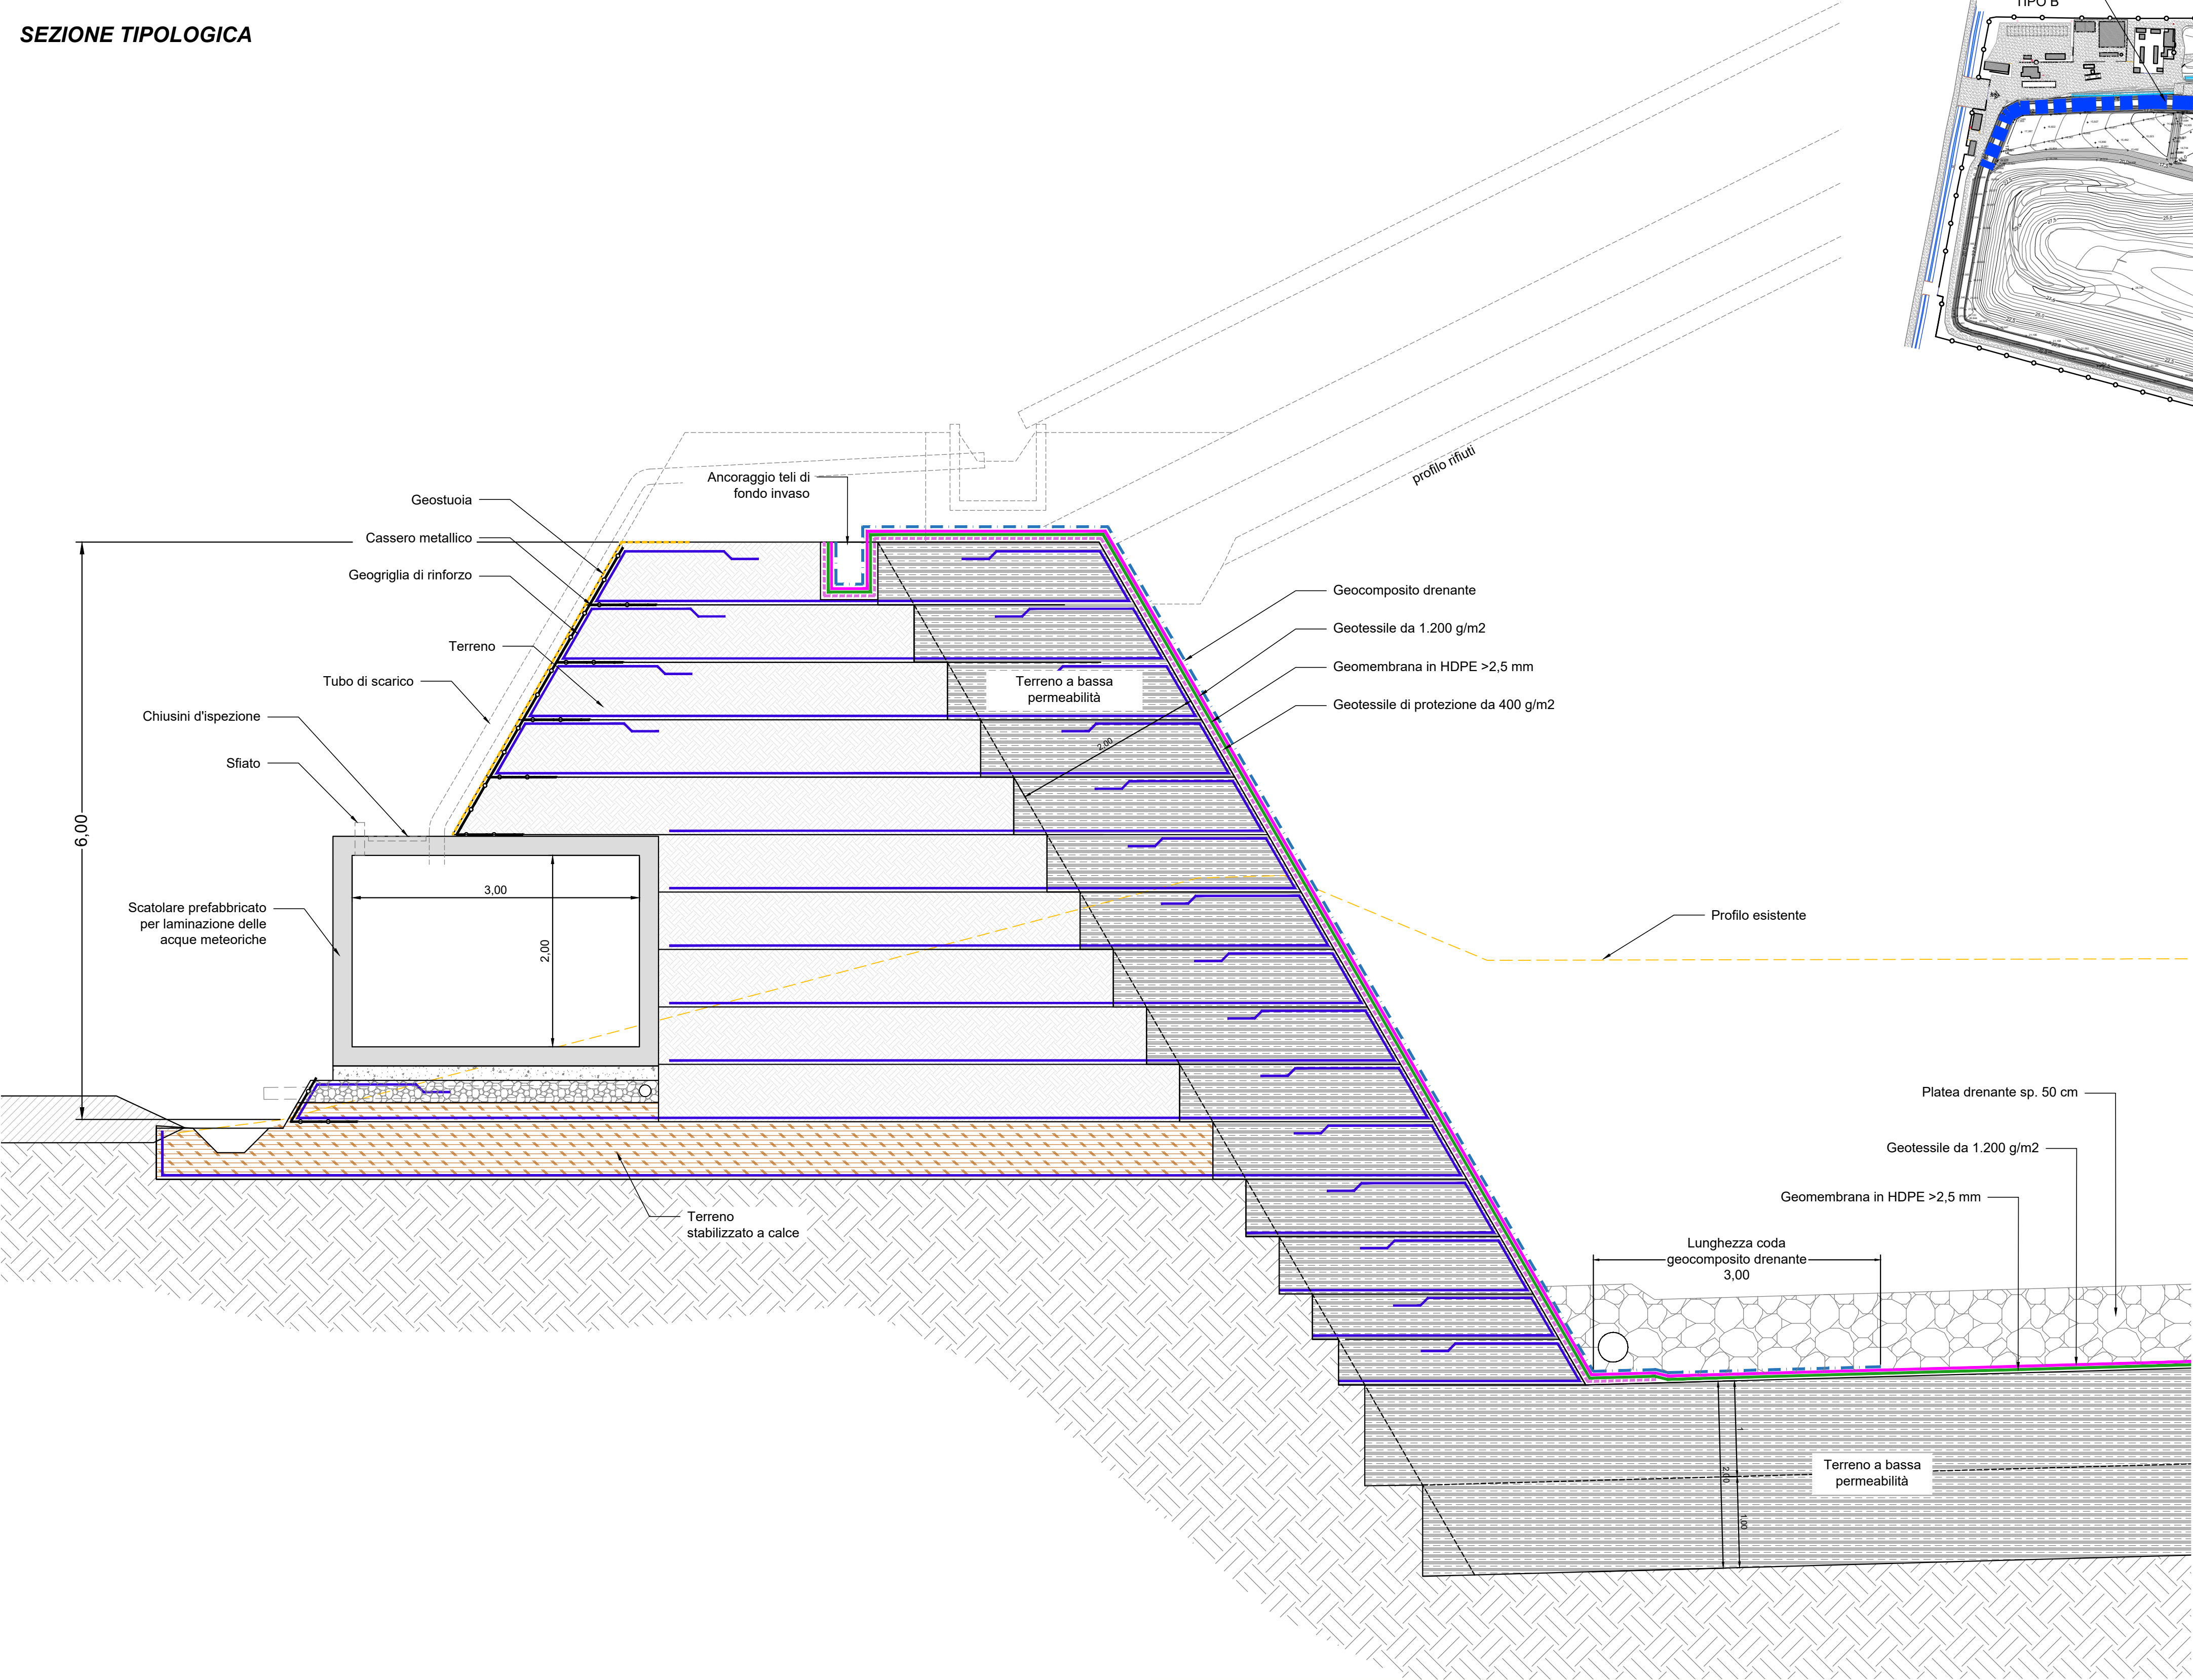 SEZIONE TIPOLOGICA
TIPO B
profilo rifiuti
Ancoraggio teli di
fondo invaso
Geostuoia
Cassero metallico
Geogriglia di rinforzo
Terreno
Tubo di scarico
Chiusini d'ispezione
Sfiato
6,00
Geocomposito drenante
Geotessile da 1.200 g/m2
Geomembrana in HDPE >2,5 mm
Geotessile di protezione da 400 g/m2
Terreno a bassa
permeabilità
2,00
3,00
2,00
Scatolare prefabbricato
per laminazione delle
acque meteoriche
Profilo esistente
Platea drenante sp. 50 cm
Geotessile da 1.200 g/m2
Geomembrana in HDPE >2,5 mm
Terreno
stabilizzato a calce
Lunghezza coda
geocomposito drenante
3,00
1
2,00
Terreno a bassa
permeabilità
1,00